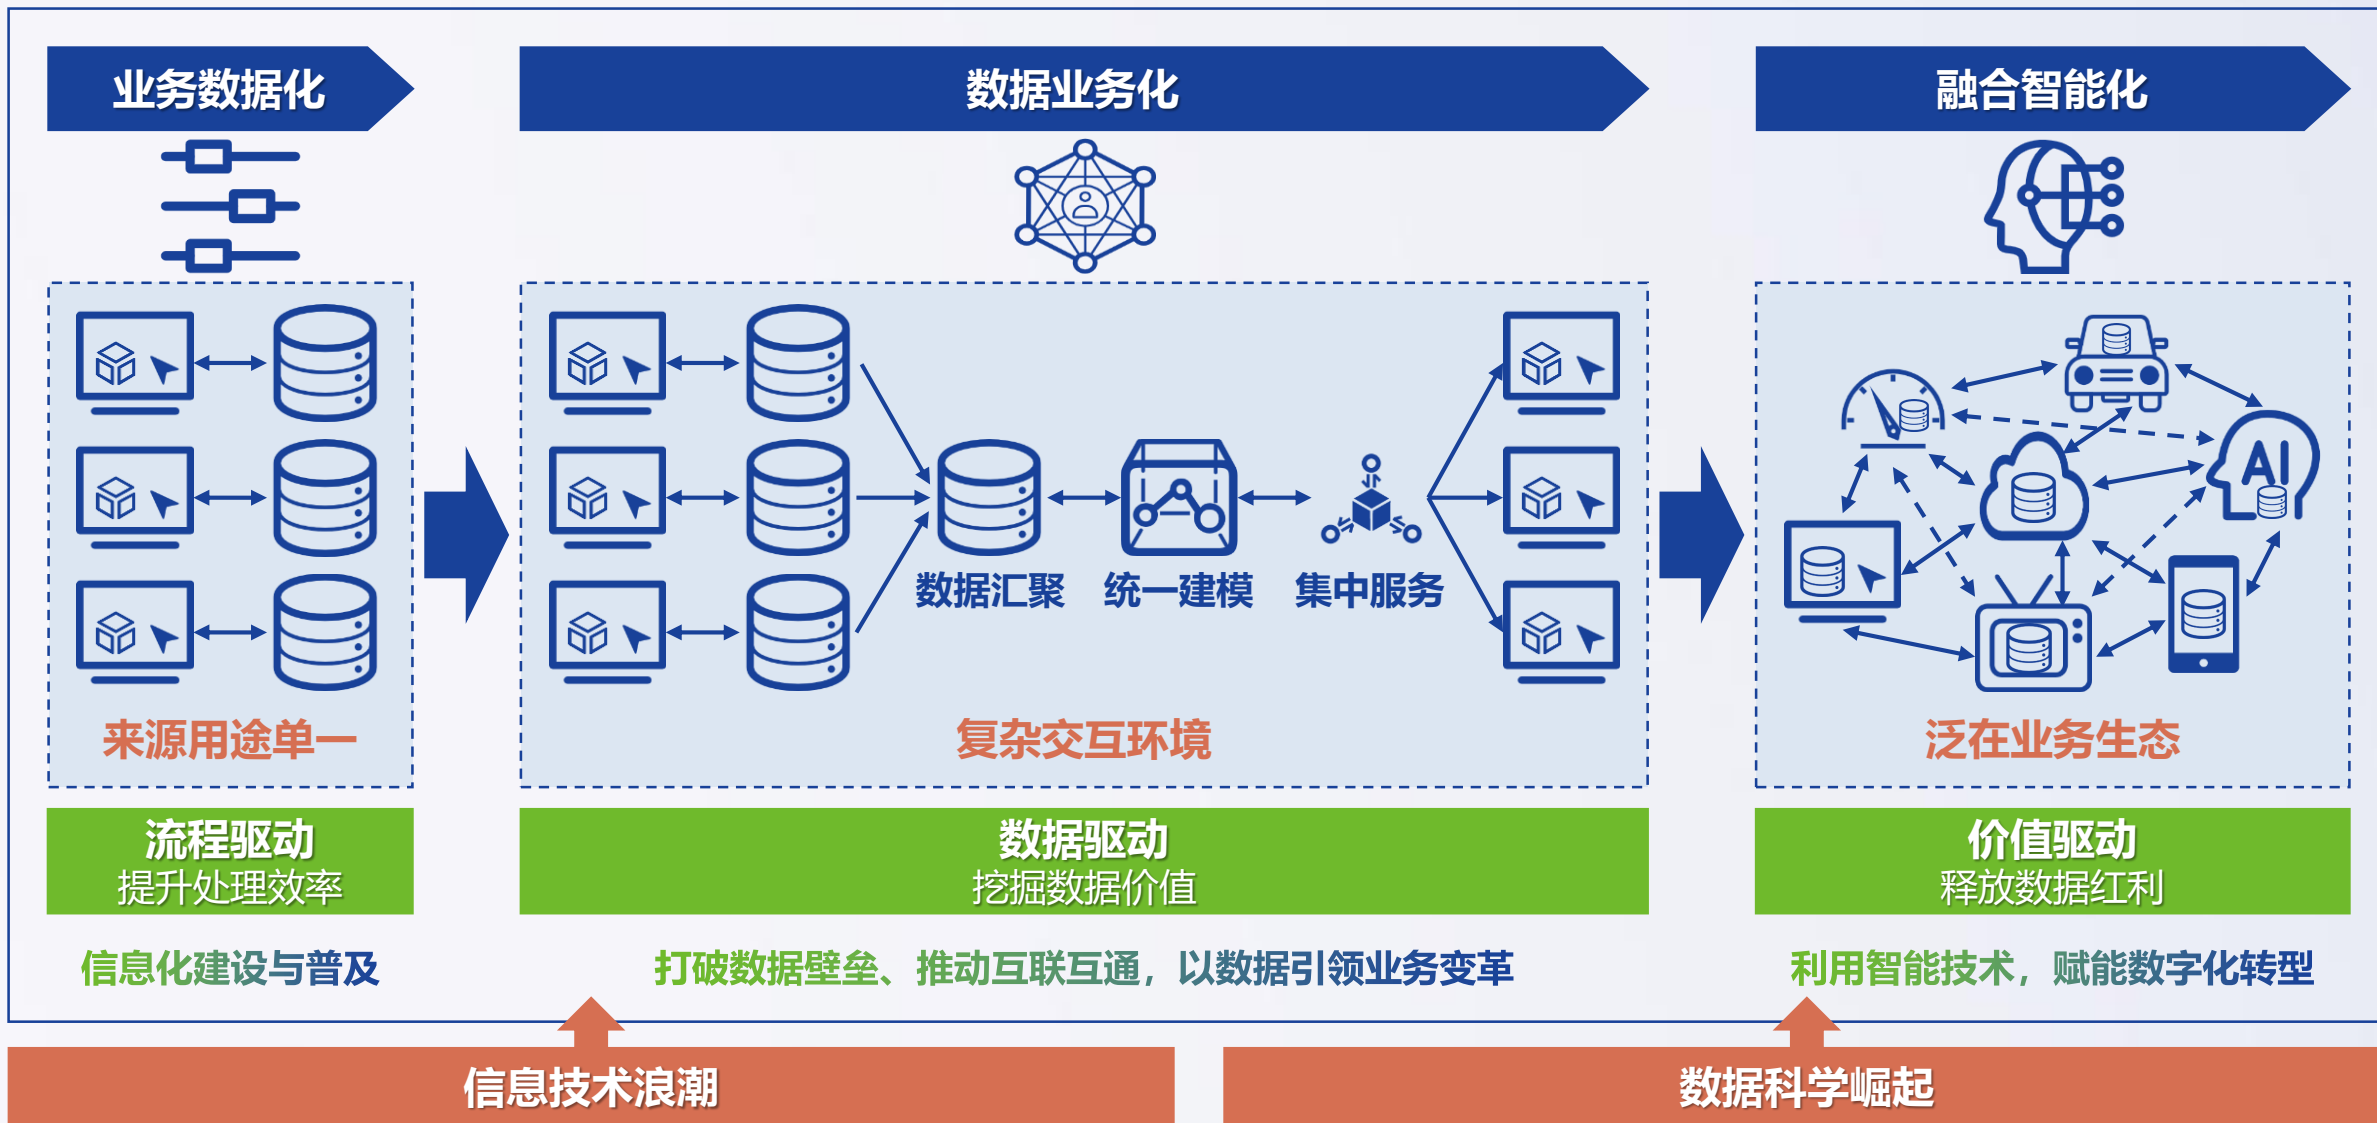 业务数据化
数据业务化
融合智能化
AI
数据汇聚
统一建模
集中服务
来源用途单一
复杂交互环境
泛在业务生态
流程驱动
提升处理效率
数据驱动
挖掘数据价值
价值驱动
释放数据红利
信息化建设与普及
打破数据壁垒、推动互联互通，以数据引领业务变革
利用智能技术，赋能数字化转型
信息技术浪潮
数据科学崛起